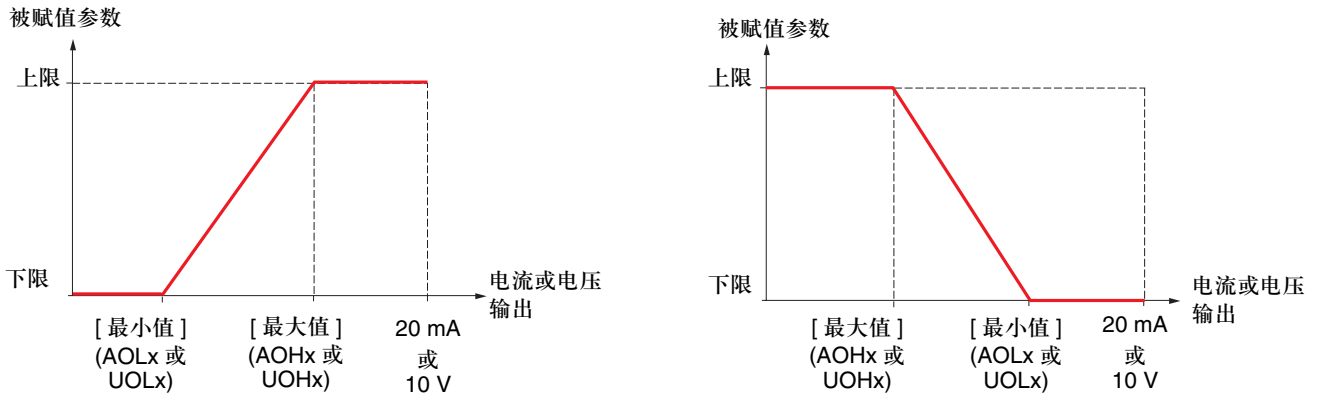 被赋值参数
上限
下限
电流或电压
输出
[ 最小值 ]
(AOLx 或
UOLx)
[ 最大值 ]
(AOHx 或
UOHx)
20 mA
或
10 V
被赋值参数
上限
下限
电流或电压
输出
[ 最大值 ]
(AOHx 或
UOHx)
[ 最小值 ]
(AOLx 或
UOLx)
20 mA
或
10 V